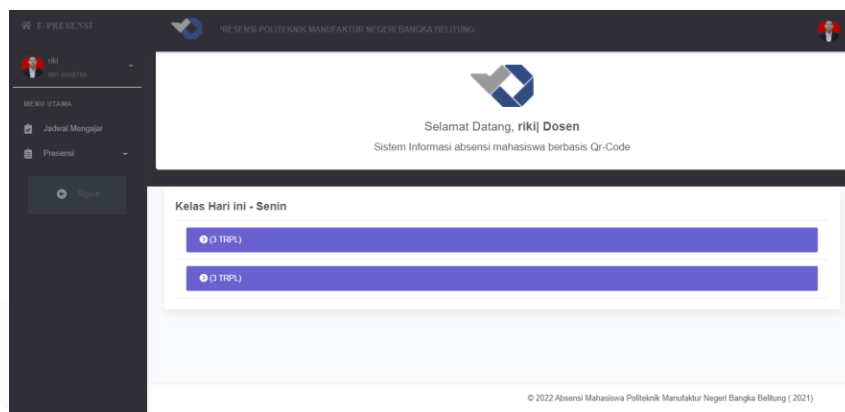 E-PRESENSI
PRESENSI POLITEKNIK MANUFAKTUR NEGERI BANGKA BELITUNG
riki
NIP
MENU UTAMA
Jadwal Mengajar
Presensi
Signout
Selamat Datang, riki| Dosen
Sistem Informasi absensi mahasiswa berbasis Qr-Code
Kelas Hari ini - Senin
(3 TRPL)
(3 TRPL)
© 2022 Absensi Mahasiswa Politeknik Manufaktur Negeri Bangka Belitung ( 2021)